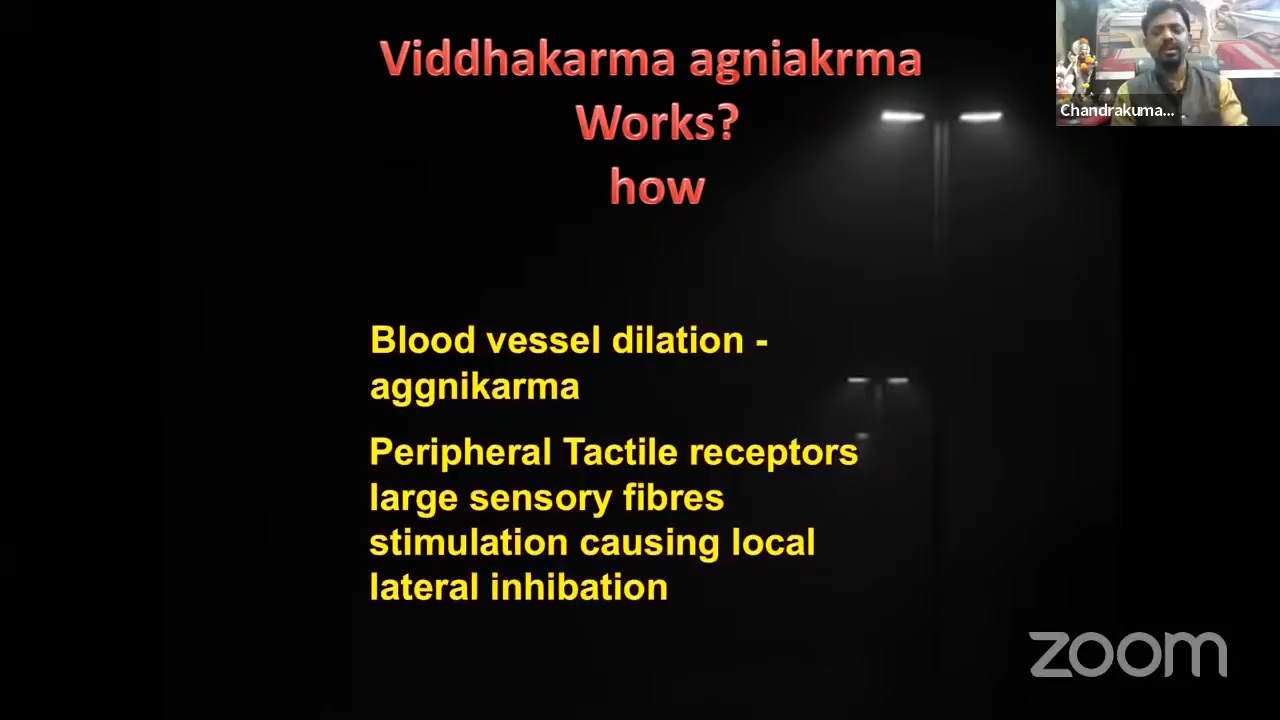 Viddhakarma agniakrma
Works?
how
Chandrakuma...
Blood vessel dilation -
aggnikarma
Peripheral Tactile receptors
large sensory fibres
stimulation causing local
lateral inhibation
zoom